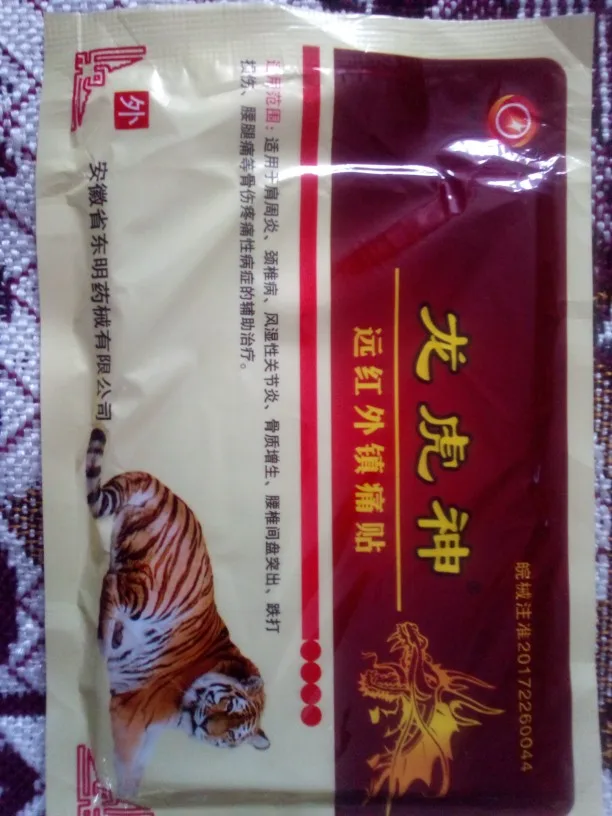 皖械注准20172260044
龙虎神
远红外镇痛贴
适用范围：适用于肩周炎、颈椎病、风湿性关节炎、骨质增生、腰椎间盘突出、跌打
损伤、腰腿痛等骨伤疼痛性病症的辅助治疗。
外
安徽省东明药械有限公司